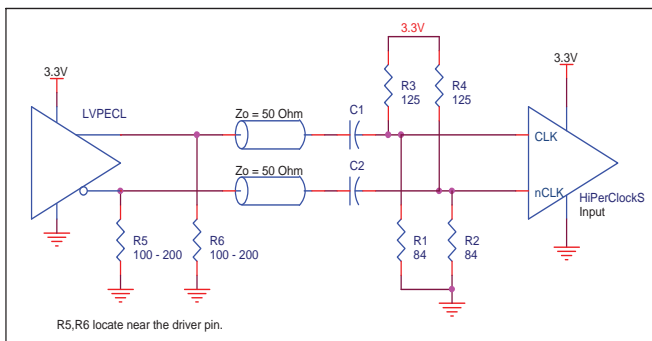 3.3V
R3
125
R4
125
3.3V
LVPECL
Zo = 50 Ohm
C1
CLK
Zo = 50 Ohm
C2
nCLK
HiPerClockS
Input
3.3V
R5
100 - 200
R6
100 - 200
R1
84
R2
84
R5,R6 locate near the driver pin.